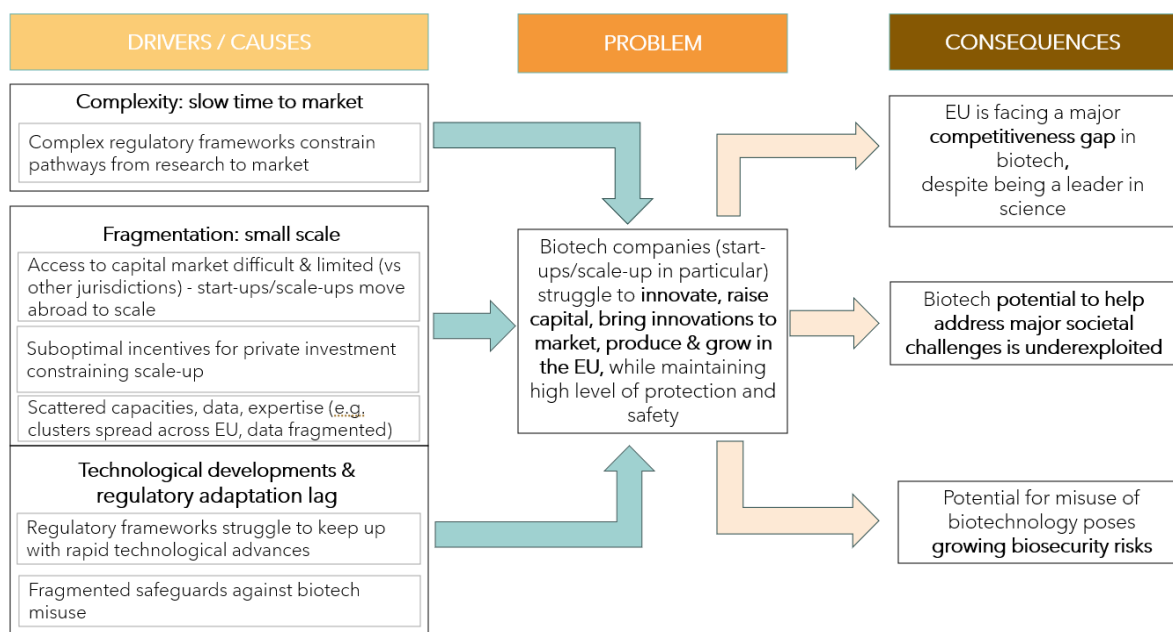 DRIVERS / CAUSES
PROBLEM
CONSEQUENCES
Complexity: slow time to market
Complex regulatory frameworks constrain
pathways from research to market
Fragmentation: small scale
Access to capital market difficult & limited (vs
other jurisdictions) - start-ups/scale-ups move
abroad to scale
Suboptimal incentives for private investment
constraining scale-up
Scattered capacities, data, expertise (e.g.
clusters spread across EU, data fragmented)
Technological developments &
regulatory adaptation lag
Regulatory frameworks struggle to keep up
with rapid technological advances
Fragmented safeguards against biotech
misuse
Biotech companies (start-
ups/scale-up in particular)
struggle to innovate, raise
capital, bring innovations to
market, produce & grow in
the EU, while maintaining
high level of protection and
safety
EU is facing a major
competitiveness gap in
biotech,
despite being a leader in
science
Biotech potential to help
address major societal
challenges is underexploited
Potential for misuse of
biotechnology poses
growing biosecurity risks